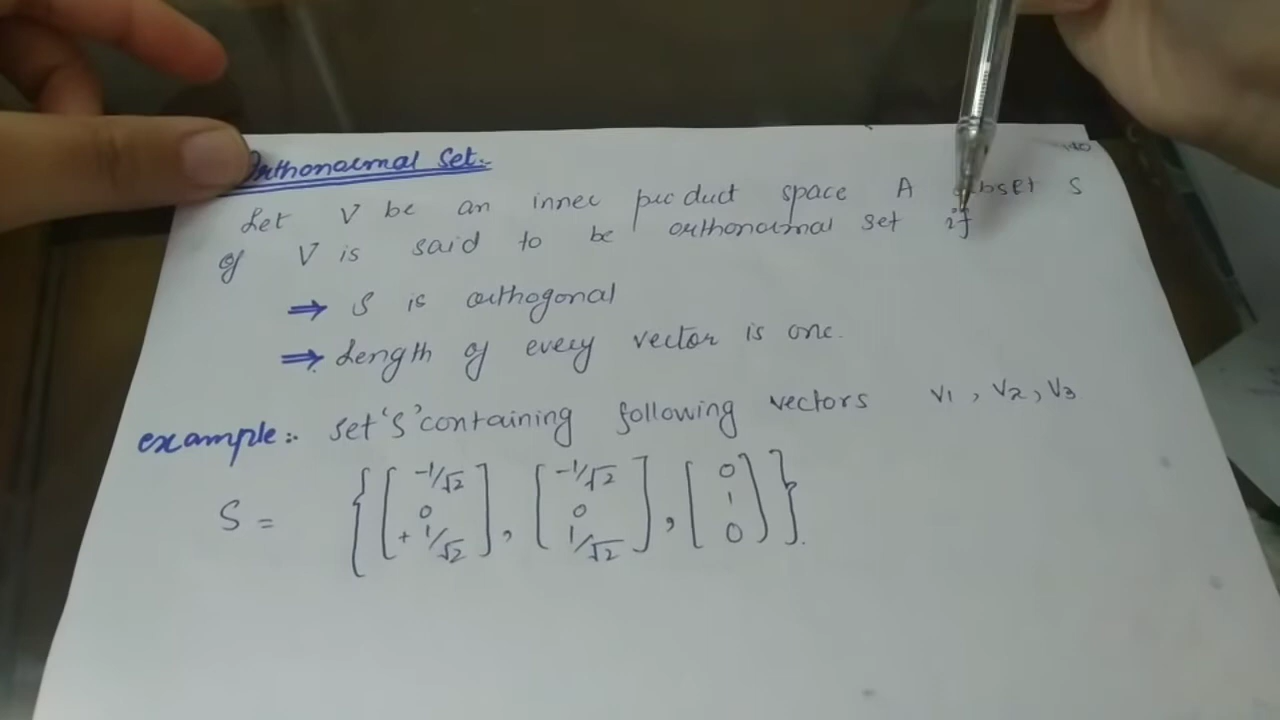 Orthonormal Set.
Let V be an inner product space A subset S
of V is said to be orthonormal set if
⇒ S is orthogonal
⇒ Length of every vector is one.
example:- set 'S' containing following vectors v1, v2, v3
S = {[-1/√2 0 +1/√2], [-1/√2 0 1/√2], [0 1 0]}.